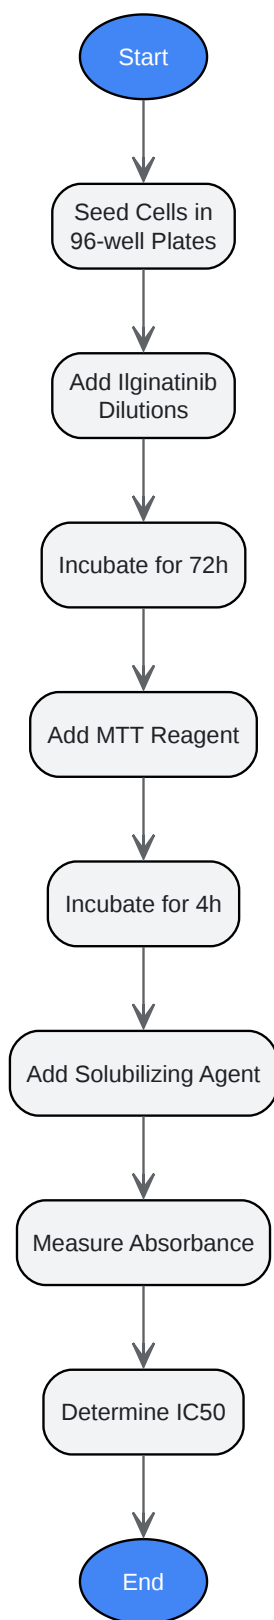 Start
Seed Cells in
96-well Plates
Add Ilginatinib
Dilutions
Incubate for 72h
Add MTT Reagent
Incubate for 4h
Add Solubilizing Agent
Measure Absorbance
Determine IC50
End